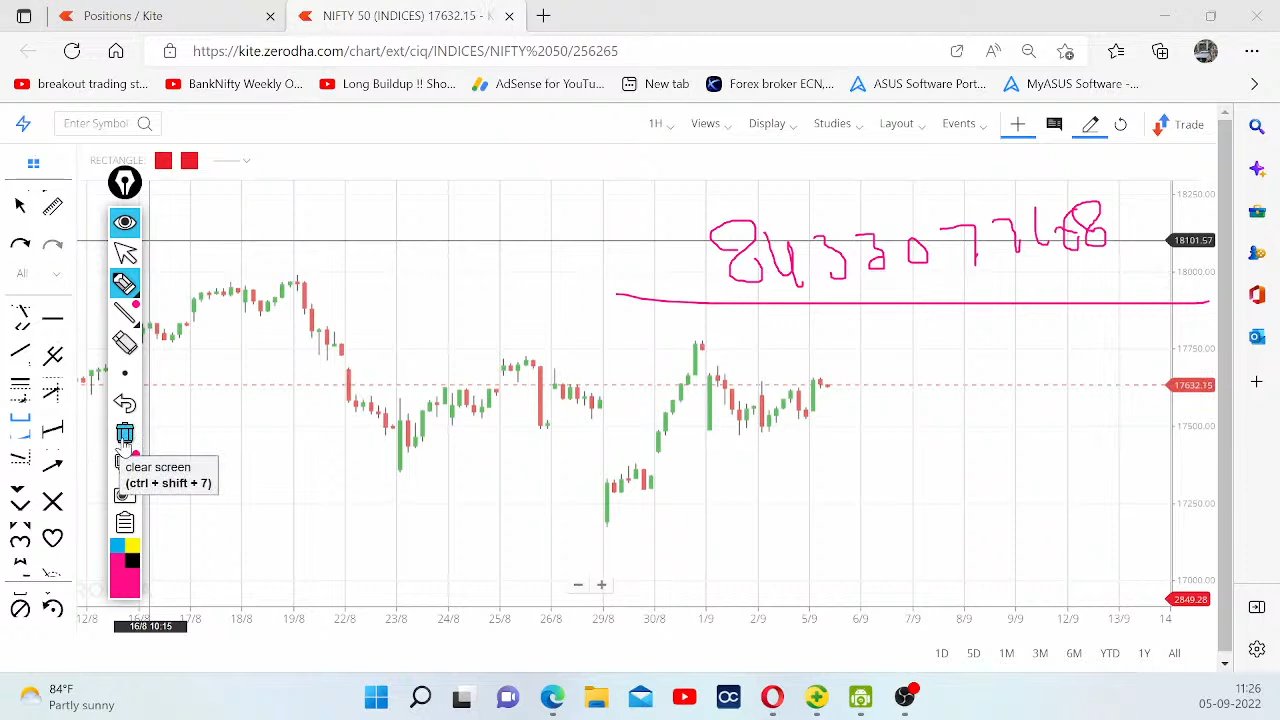 Positions / Kite
NIFTY 50 (INDICES) 17632.15 - K
https://kite.zerodha.com/chart/ext/ciq/INDICES/NIFTY%2050/256265
breakout trading st...
BankNifty Weekly O...
Long Buildup !! Sho...
AdSense for YouTu...
New tab
Forex broker ECN,...
ASUS Software Port...
MyASUS Software -...
Enter Symbol
1H
Views
Display
Studies
Layout
Events
Trade
RECTANGLE:
18250.00
18101.57
18000.00
17750.00
17632.15
17500.00
17250.00
17000.00
2849.28
All
clear screen
(ctrl + shift + 7)
12/8
16/8
18/8
19/8
22/8
23/8
24/8
25/8
26/8
29/8
30/8
1/9
2/9
5/9
6/9
7/9
8/9
9/9
12/9
13/9
14
16/8 10:15
1D
5D
1M
3M
6M
YTD
1Y
All
84°F
Partly sunny
11:26
05-09-2022